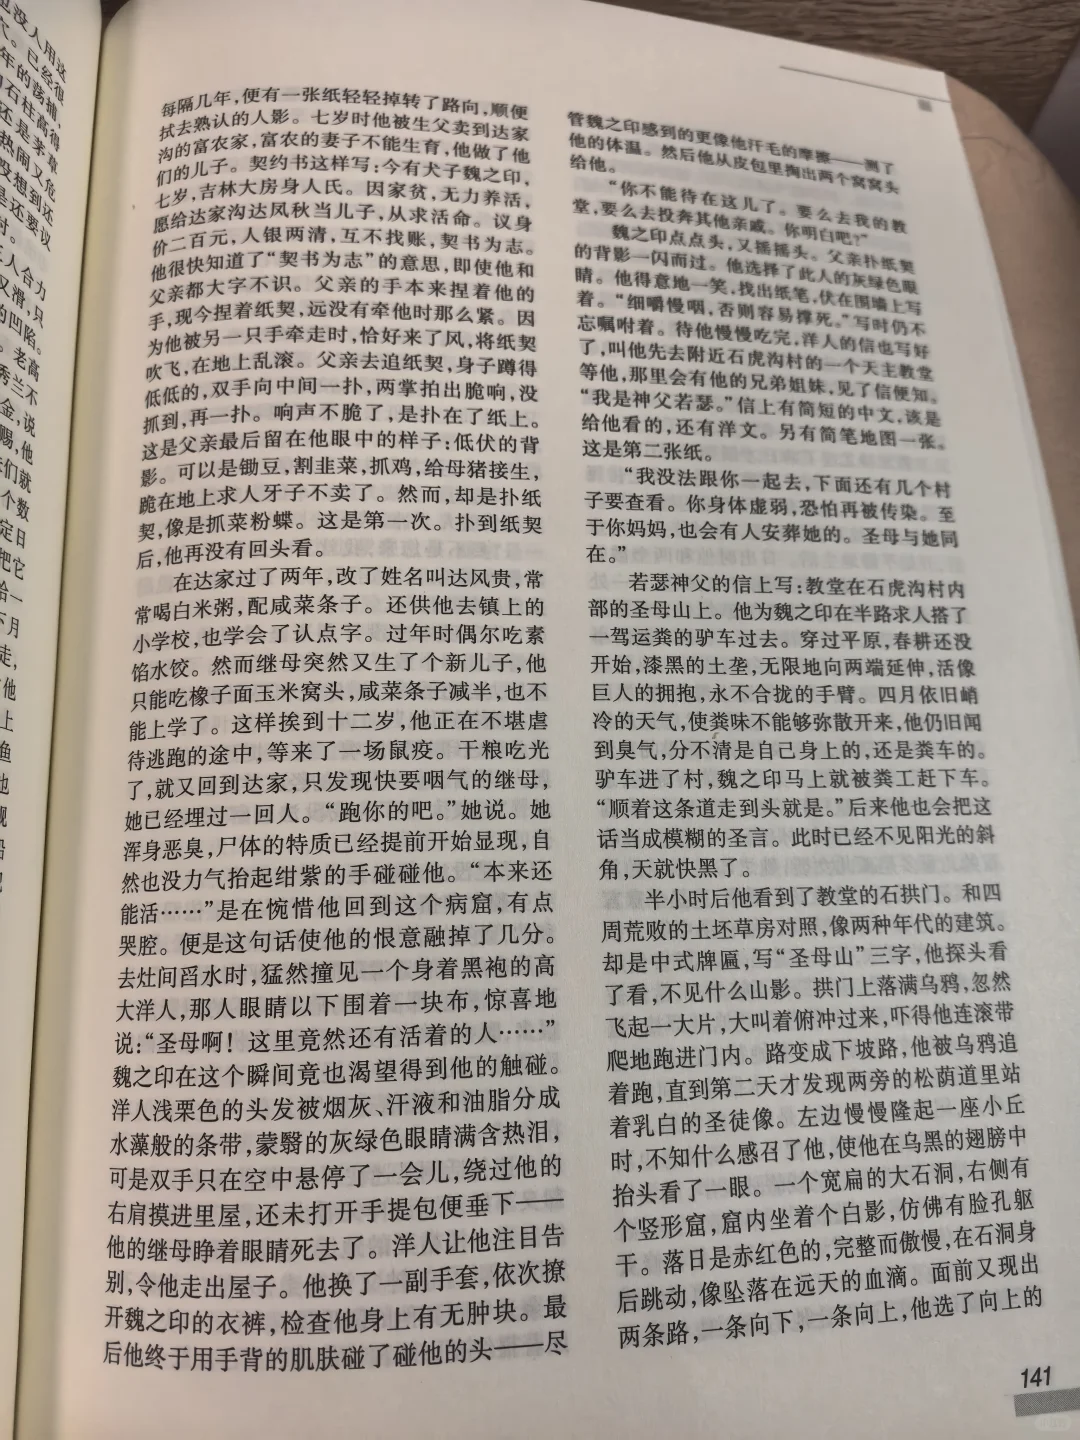 也没人用这
穴。已经很
年的荡捕，
石柱高得
还是茅草
热闹又危
没想到还
是还要议
讨。
人合力
又滑，只
的凹陷。
老高
秀兰不
金，说
赐，他
们就
个数
定日
把它
合一
下月
走，
他
上
鱼
地
规
船
每隔几年，便有一张纸轻轻掉转了路向，顺便
拭去熟认的人影。七岁时他被生父卖到达家
沟的富农家，富农的妻子不能生育，他做了他
们的儿子。契约书这样写：今有犬子魏之印，
七岁，吉林大房身人氏。因家贫，无力养活，
愿给达家沟达凤秋当儿子，从求活命。议身
价二百元，人银两清，互不找账，契书为志。
他很快知道了“契书为志”的意思，即使他和
父亲都大字不识。父亲的手本来捏着他的
手，现今捏着纸契，远没有牵他时那么紧。因
为他被另一只手牵走时，恰好来了风，将纸契
吹飞，在地上乱滚。父亲去追纸契，身子蹲得
低低的，双手向中间一扑，两掌拍出脆响，没
抓到，再一扑。响声不脆了，是扑在了纸上。
这是父亲最后留在他眼中的样子：低伏的背
影。可以是锄豆，割韭菜，抓鸡，给母猪接生，
跪在地上求人牙子不卖了。然而，却是扑纸
契，像是抓菜粉蝶。这是第一次。扑到纸契
后，他再没有回头看。
在达家过了两年，改了姓名叫达风贵，常
常喝白米粥，配咸菜条子。还供他去镇上的
小学校，也学会了认点字。过年时偶尔吃素
馅水饺。然而继母突然又生了个新儿子，他
只能吃橡子面玉米窝头，咸菜条子减半，也不
能上学了。这样挨到十二岁，他正在不堪虐
待逃跑的途中，等来了一场鼠疫。干粮吃光
了，就又回到达家，只发现快要咽气的继母，
她已经埋过一回人。“跑你的吧。”她说。她
浑身恶臭，尸体的特质已经提前开始显现，自
然也没力气抬起绀紫的手碰碰他。“本来还
能活……”是在惋惜他回到这个病窟，有点
哭腔。便是这句话使他的恨意融掉了几分。
去灶间舀水时，猛然撞见一个身着黑袍的高
大洋人，那人眼睛以下围着一块布，惊喜地
说：“圣母啊！这里竟然还有活着的人……”
魏之印在这个瞬间竟也渴望得到他的触碰。
洋人浅栗色的头发被烟灰、汗液和油脂分成
水藻般的条带，蒙翳的灰绿色眼睛满含热泪，
可是双手只在空中悬停了一会儿，绕过他的
右肩摸进里屋，还未打开手提包便垂下——
他的继母睁着眼睛死去了。洋人让他注目告
别，令他走出屋子。他换了一副手套，依次撩
开魏之印的衣裤，检查他身上有无肿块。最
后他终于用手背的肌肤碰了碰他的头——尽
管魏之印感到的更像他汗毛的摩擦——测了
他的体温。然后他从皮包里掏出两个窝窝头
给他。
“你不能待在这儿了。要么去我的教
堂，要么去投奔其他亲戚。你明白吧？”
魏之印点点头，又摇摇头。父亲扑纸契
的背影一闪而过。他选择了此人的灰绿色眼
睛。他得意地一笑，找出纸笔，伏在围墙上写
着。“细嚼慢咽，否则容易撑死。”写时仍不
忘嘱咐着。待他慢慢吃完，洋人的信也写好
了，叫他先去附近石虎沟村的一个天主教堂
等他，那里会有他的兄弟姐妹，见了信便知。
“我是神父若瑟。”信上有简短的中文，该是
给他看的，还有洋文。另有简笔地图一张。
这是第二张纸。
“我没法跟你一起去，下面还有几个村
子要查看。你身体虚弱，恐怕再被传染。至
于你妈妈，也会有人安葬她的。圣母与她同
在。”
若瑟神父的信上写：教堂在石虎沟村内
部的圣母山上。他为魏之印在半路求人搭了
一驾运粪的驴车过去。穿过平原，春耕还没
开始，漆黑的土垄，无限地向两端延伸，活像
巨人的拥抱，永不合拢的手臂。四月依旧峭
冷的天气，使粪味不能够弥散开来，他仍旧闻
到臭气，分不清是自己身上的，还是粪车的。
驴车进了村，魏之印马上就被粪工赶下车。
“顺着这条道走到头就是。”后来他也会把这
话当成模糊的圣言。此时已经不见阳光的斜
角，天就快黑了。
半小时后他看到了教堂的石拱门。和四
周荒败的土坯草房对照，像两种年代的建筑。
却是中式牌匾，写“圣母山”三字，他探头看
了看，不见什么山影。拱门上落满乌鸦，忽然
飞起一大片，大叫着俯冲过来，吓得他连滚带
爬地跑进门内。路变成下坡路，他被乌鸦追
着跑，直到第二天才发现两旁的松荫道里站
着乳白的圣徒像。左边慢慢隆起一座小丘
时，不知什么感召了他，使他在乌黑的翅膀中
抬头看了一眼。一个宽扁的大石洞，右侧有
个竖形窟，窟内坐着个白影，仿佛有脸孔躯
干。落日是赤红色的，完整而傲慢，在石洞身
后跳动，像坠落在远天的血滴。面前又现出
两条路，一条向下，一条向上，他选了向上的
141